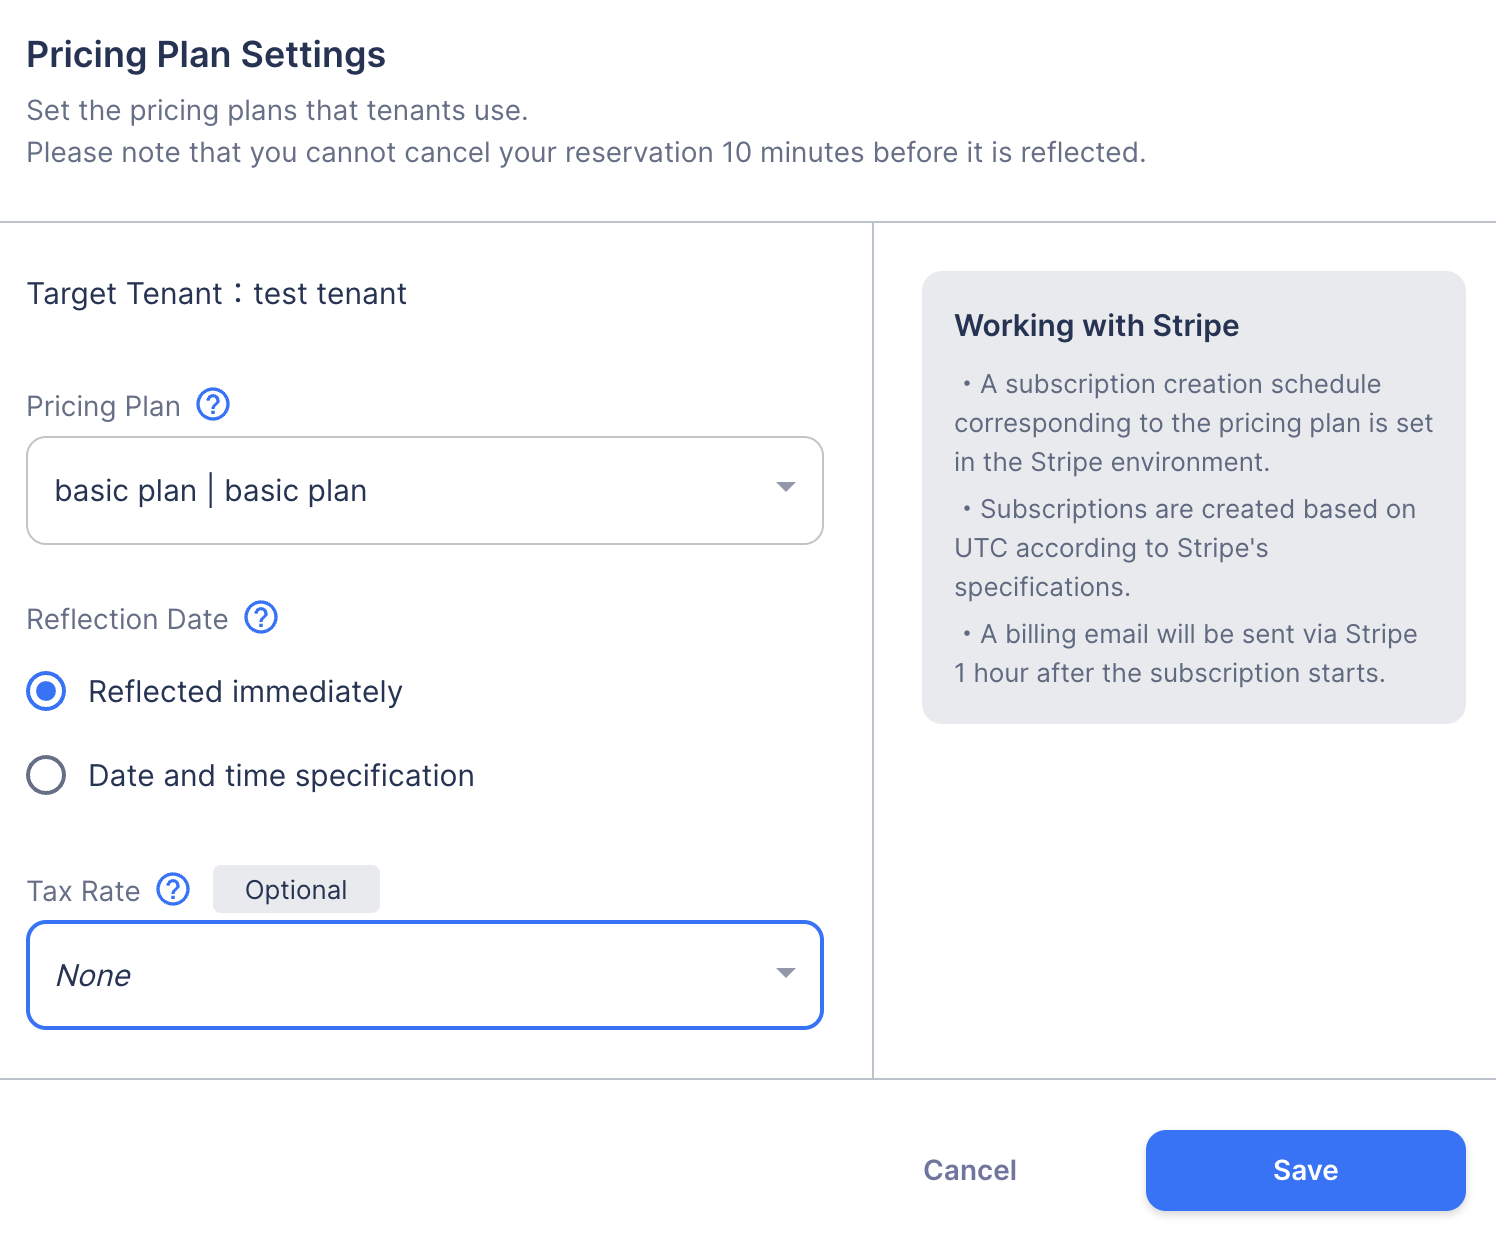 Pricing Plan Settings
Set the pricing plans that tenants use.
Please note that you cannot cancel your reservation 10 minutes before it is reflected.
Target Tenant：test tenant
Pricing Plan ?
basic plan | basic plan
Reflection Date ?
Reflected immediately
Date and time specification
Tax Rate ? Optional
None
Working with Stripe
・A subscription creation schedule
corresponding to the pricing plan is set
in the Stripe environment.
・Subscriptions are created based on
UTC according to Stripe's
specifications.
・A billing email will be sent via Stripe
1 hour after the subscription starts.
Cancel
Save